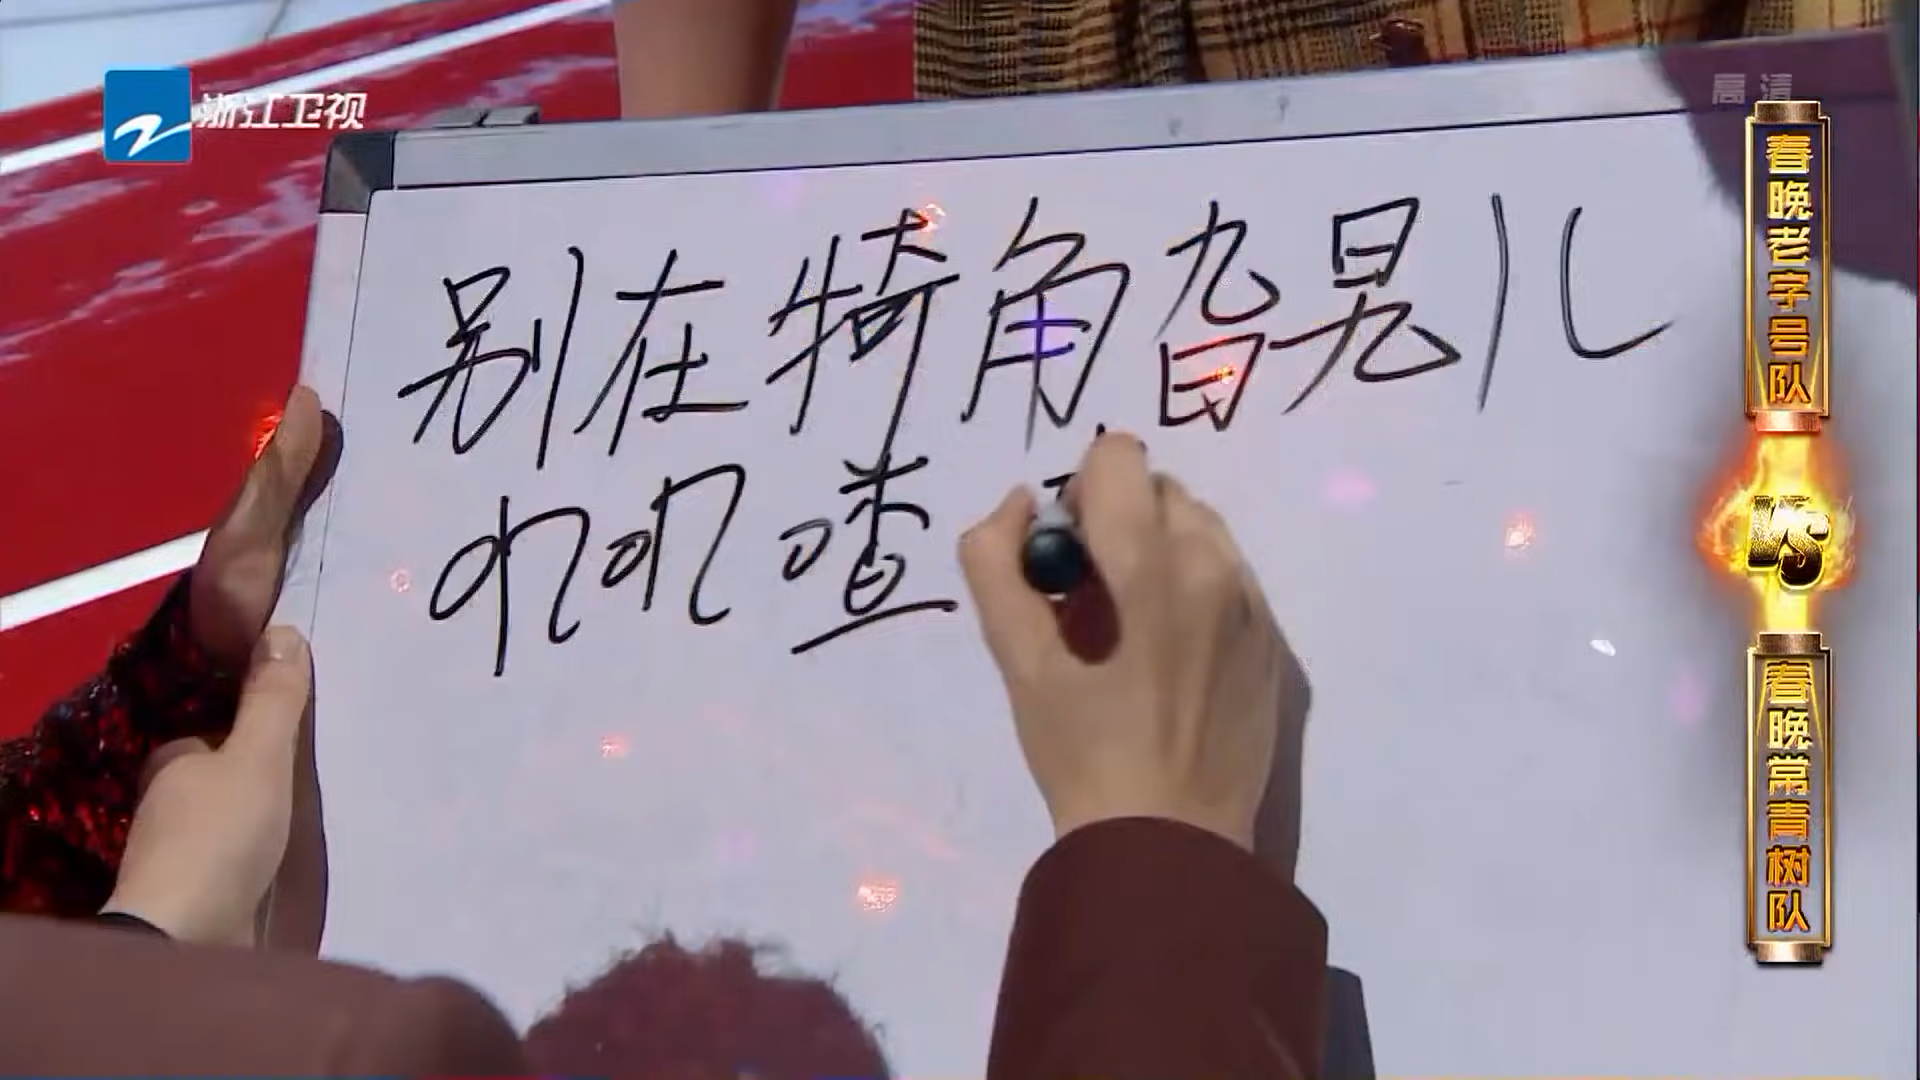 浙江卫视
高清
别在犄角旮旯儿
叽叽喳
春晚老字号队
VS
春晚常青树队